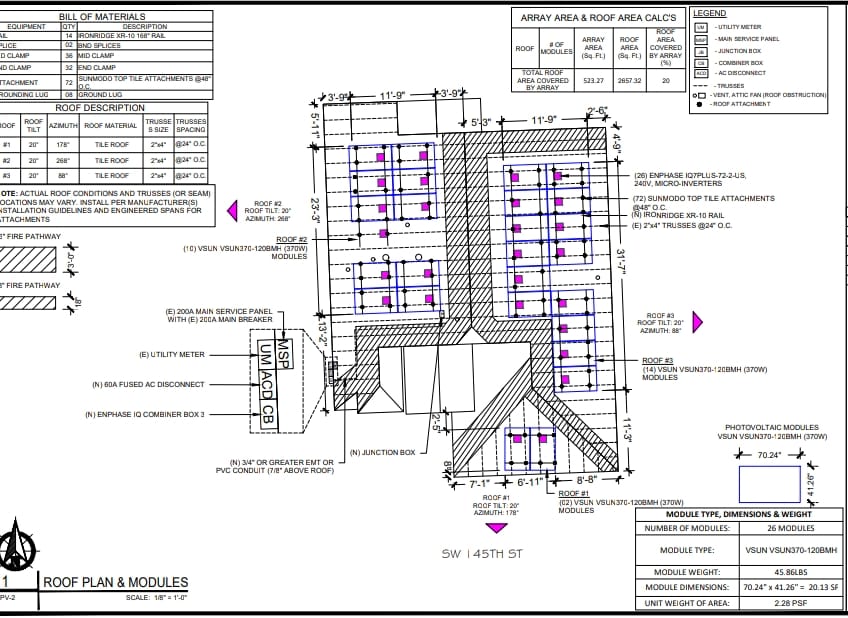 BILL OF MATERIALS
EQUIPMENT QTY DESCRIPTION
AIL 14 IRONRIDGE XR-10 168" RAIL
PLICE 02 BND SPLICES
D CLAMP 36 MID CLAMP
ND CLAMP 32 END CLAMP
TTACHMENT 72 SUNMODO TOP TILE ATTACHMENTS @48" O.C.
ROUNDING LUG 08 GROUND LUG
ROOF DESCRIPTION
OOF ROOF TILT AZIMUTH ROOF MATERIAL TRUSSE S SIZE TRUSSES SPACING
#1 20° 178° TILE ROOF 2"x4" @24" O.C.
#2 20° 268° TILE ROOF 2"x4" @24" O.C.
#3 20° 88° TILE ROOF 2"x4" @24" O.C.
OTE: ACTUAL ROOF CONDITIONS AND TRUSSES (OR SEAM)
OCATIONS MAY VARY. INSTALL PER MANUFACTURER(S)
NSTALLATION GUIDELINES AND ENGINEERED SPANS FOR
TTACHMENTS
" FIRE PATHWAY
3'-0"
" FIRE PATHWAY
18"
ARRAY AREA & ROOF AREA CALC'S
ROOF # OF MODULES ARRAY AREA (Sq. Ft.) ROOF AREA (Sq. Ft.) ROOF AREA COVERED BY ARRAY (%)
TOTAL ROOF AREA COVERED BY ARRAY 523.27 2657.32 20
LEGEND
UM - UTILITY METER
MSP - MAIN SERVICE PANEL
JB - JUNCTION BOX
CB - COMBINER BOX
ACD - AC DISCONNECT
- TRUSSES
- VENT, ATTIC FAN (ROOF OBSTRUCTION)
- ROOF ATTACHMENT
3'-9"
11'-9"
3'-9"
5'-3"
11'-9"
2'-6"
5'-11"
4'-9"
23'-3"
31'-7"
13'-2"
11'-3"
2'-5"
7'-1"
6'-11"
8'-8"
ROOF #2
ROOF TILT: 20°
AZIMUTH: 268°
ROOF #2
(10) VSUN VSUN370-120BMH (370W)
MODULES
(26) ENPHASE IQ7PLUS-72-2-US,
240V, MICRO-INVERTERS
(72) SUNMODO TOP TILE ATTACHMENTS
@48" O.C.
(N) IRONRIDGE XR-10 RAIL
(E) 2"x4" TRUSSES @24" O.C.
(E) 200A MAIN SERVICE PANEL
WITH (E) 200A MAIN BREAKER
(E) UTILITY METER
(N) 60A FUSED AC DISCONNECT
(N) ENPHASE IQ COMBINER BOX 3
MSP
UM
ACD
CB
(N) 3/4" OR GREATER EMT OR
PVC CONDUIT (7/8" ABOVE ROOF)
(N) JUNCTION BOX
ROOF #3
ROOF TILT: 20°
AZIMUTH: 88°
ROOF #3
(14) VSUN VSUN370-120BMH (370W)
MODULES
ROOF #1
ROOF TILT: 20°
AZIMUTH: 178°
ROOF #1
(02) VSUN VSUN370-120BMH (370W)
MODULES
SW 145TH ST
PHOTOVOLTAIC MODULES
VSUN VSUN370-120BMH (370W)
70.24"
41.26"
MODULE TYPE, DIMENSIONS & WEIGHT
NUMBER OF MODULES: 26 MODULES
MODULE TYPE: VSUN VSUN370-120BMH
MODULE WEIGHT: 45.86LBS
MODULE DIMENSIONS: 70.24" x 41.26" = 20.13 SF
UNIT WEIGHT OF AREA: 2.28 PSF
1
PV-2
ROOF PLAN & MODULES
SCALE: 1/8" = 1'-0"